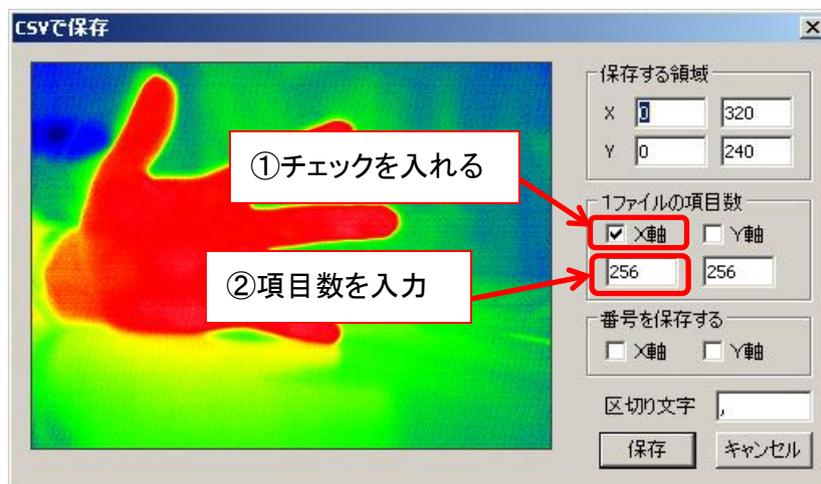 CSVで保存
保存する領域
X 0 320
Y 0 240
①チェックを入れる
1ファイルの項目数
X軸 Y軸
②項目数を入力
256 256
番号を保存する
X軸 Y軸
区切り文字 ,
保存 キャンセル